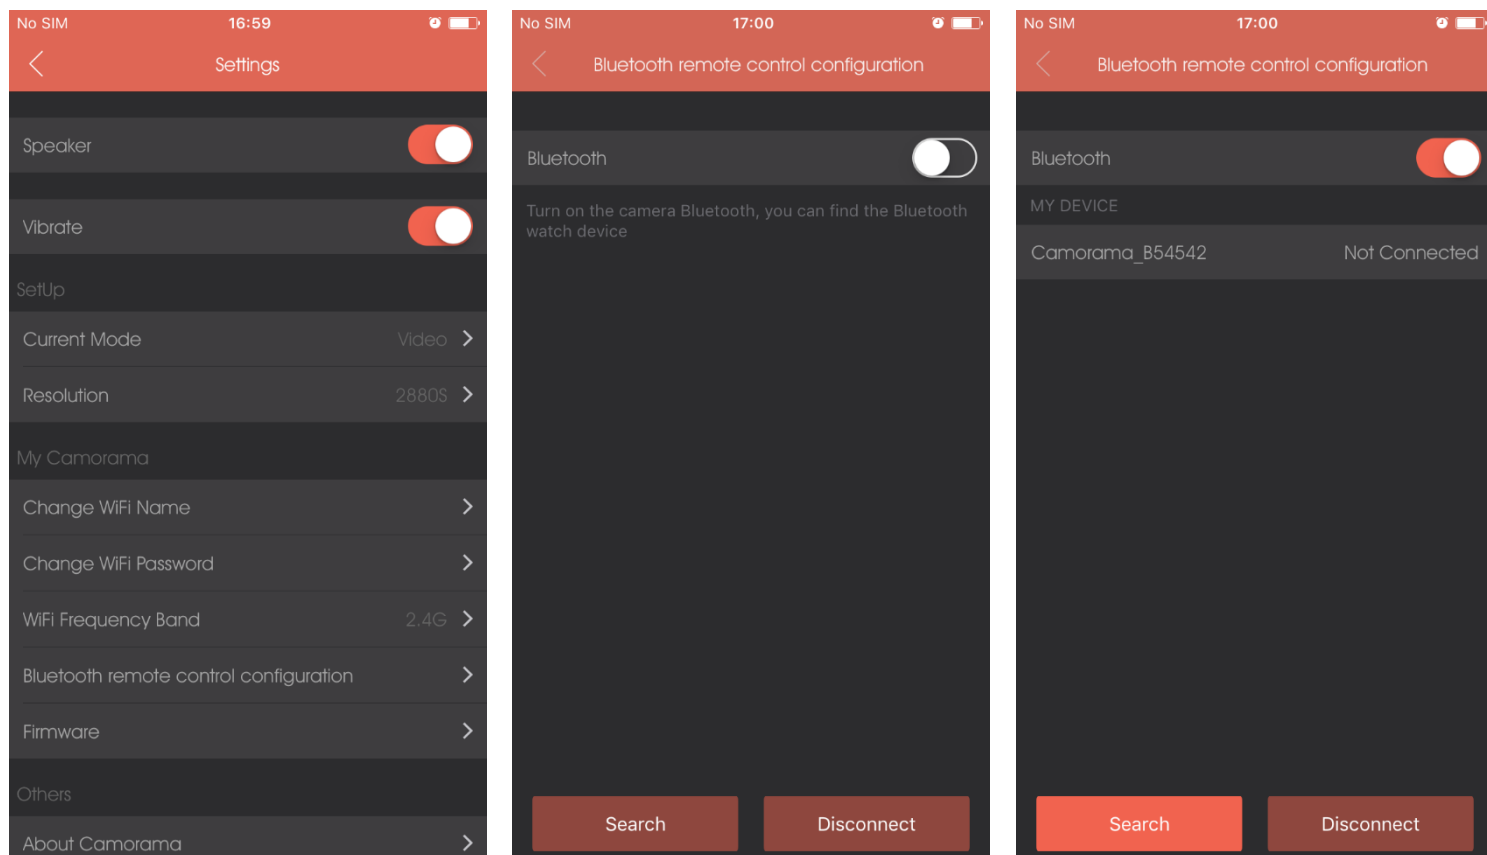 No SIM 16:59
Settings
Speaker
Vibrate
SetUp
Current Mode Video
Resolution 2880S
My Camorama
Change WiFi Name
Change WiFi Password
WiFi Frequency Band 2.4G
Bluetooth remote control configuration
Firmware
Others
About Camorama
No SIM 17:00
Bluetooth remote control configuration
Bluetooth
Turn on the camera Bluetooth, you can find the Bluetooth
watch device
Search Disconnect
No SIM 17:00
Bluetooth remote control configuration
Bluetooth
MY DEVICE
Camorama_B54542 Not Connected
Search Disconnect